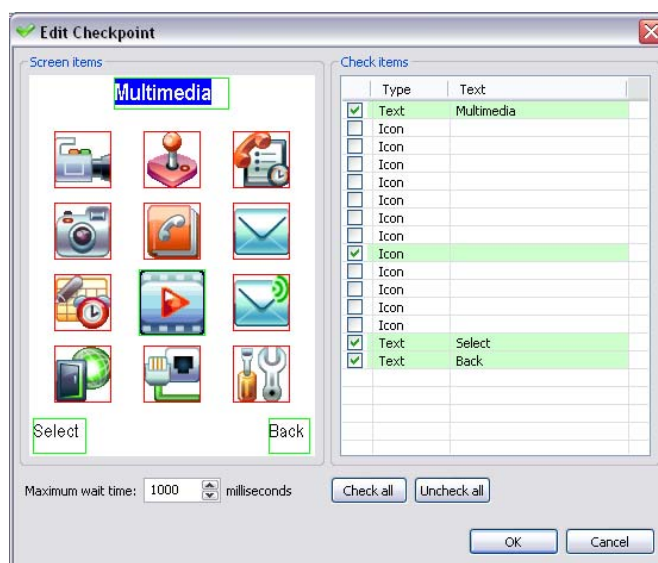 Edit Checkpoint
Screen items
Multimedia
Select
Back
Check items
Type Text
Text Multimedia
Icon
Icon
Icon
Icon
Icon
Icon
Icon
Icon
Icon
Icon
Icon
Icon
Text Select
Text Back
Maximum wait time: 1000 milliseconds
Check all
Uncheck all
OK
Cancel